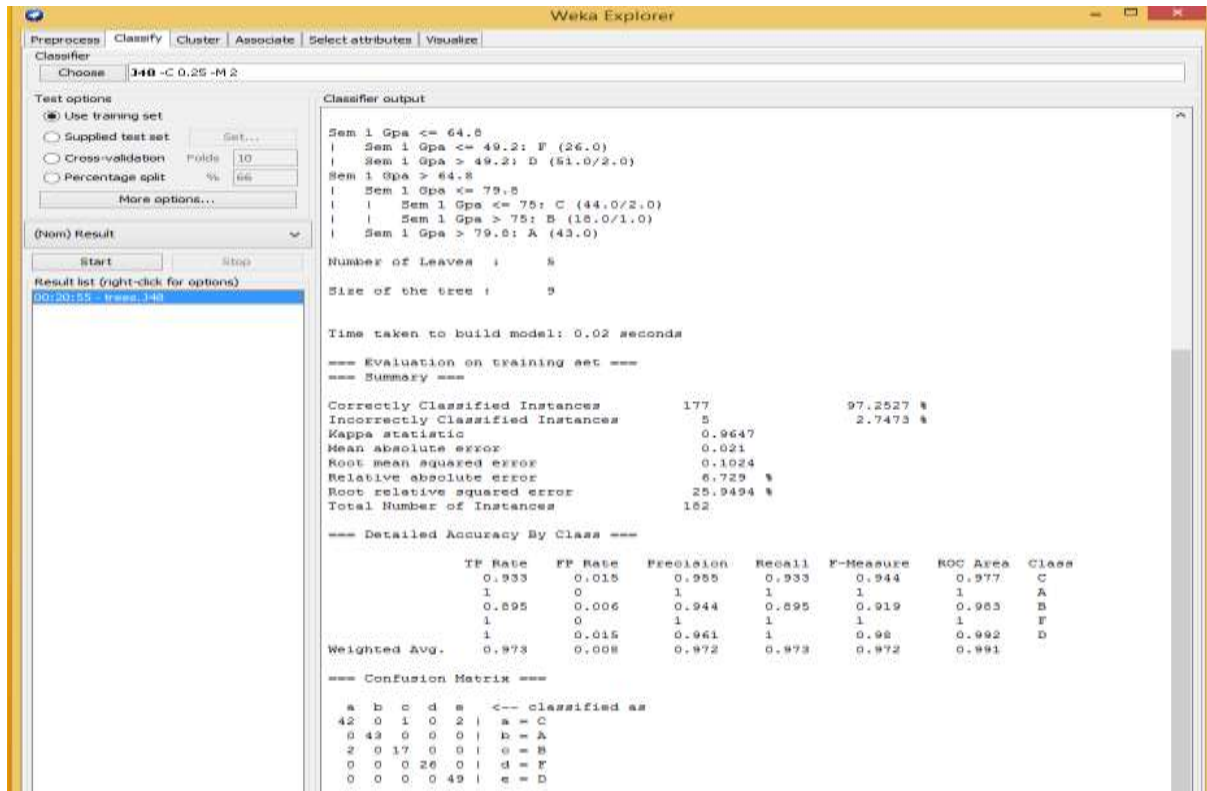 Weka Explorer
Preprocess Classify Cluster Associate Select attributes Visualize
Classifier
Choose J48 -C 0.25 -M 2
Test options
Use training set
Supplied test set Set...
Cross-validation Folds 10
Percentage split % 66
More options...
(Nom) Result
Start Stop
Result list (right-click for options)
00:20:55 - trees.J48
Classifier output
Sem 1 Gpa <= 64.8
| Sem 1 Gpa <= 49.2: F (26.0)
| Sem 1 Gpa > 49.2: D (51.0/2.0)
Sem 1 Gpa > 64.8
| Sem 1 Gpa <= 79.8
| | Sem 1 Gpa <= 75: C (44.0/2.0)
| | Sem 1 Gpa > 75: B (18.0/1.0)
| Sem 1 Gpa > 79.8: A (43.0)
Number of Leaves : 5
Size of the tree : 9
Time taken to build model: 0.02 seconds
=== Evaluation on training set ===
=== Summary ===
Correctly Classified Instances 177 97.2527 %
Incorrectly Classified Instances 5 2.7473 %
Kappa statistic 0.9647
Mean absolute error 0.021
Root mean squared error 0.1024
Relative absolute error 6.729 %
Root relative squared error 25.9494 %
Total Number of Instances 182
=== Detailed Accuracy By Class ===
TP Rate FP Rate Precision Recall F-Measure ROC Area Class
0.933 0.015 0.955 0.933 0.944 0.977 C
1 0 1 1 1 1 A
0.895 0.006 0.944 0.895 0.919 0.983 B
1 0 1 1 1 1 F
1 0.015 0.961 1 0.98 0.992 D
Weighted Avg. 0.973 0.008 0.972 0.973 0.972 0.991
=== Confusion Matrix ===
a b c d e <-- classified as
42 0 1 0 2 | a = C
0 43 0 0 0 | b = A
2 0 17 0 0 | c = B
0 0 0 26 0 | d = F
0 0 0 0 49 | e = D